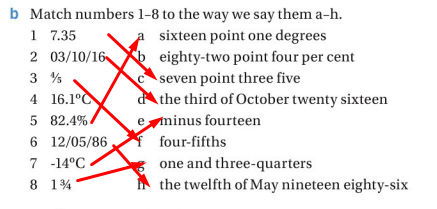 b Match numbers 1–8 to the way we say them a–h.
1 7.35 a sixteen point one degrees
2 03/10/16 b eighty-two point four per cent
3 ⅘ c seven point three five
4 16.1ºC d the third of October twenty sixteen
5 82.4% e minus fourteen
6 12/05/86 f four-fifths
7 -14ºC g one and three-quarters
8 1¾ h the twelfth of May nineteen eighty-six